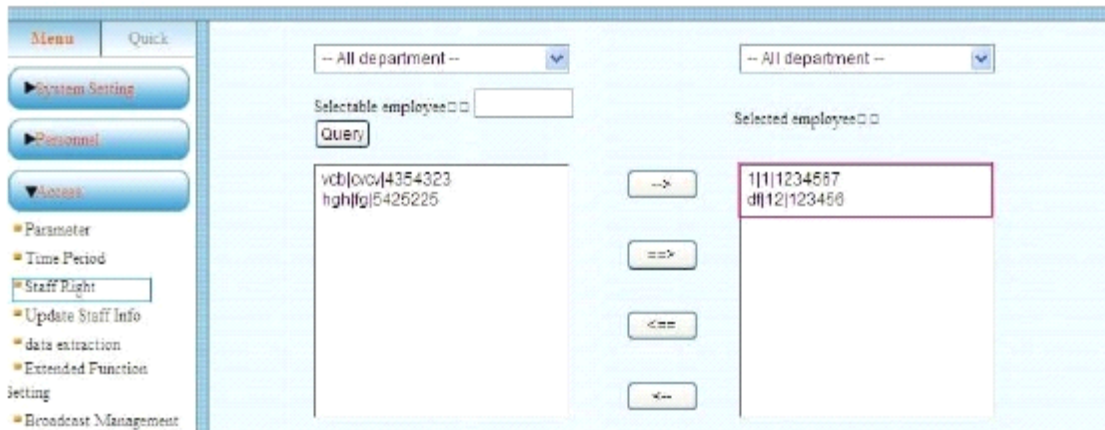 Menu
Quick
▶System Setting
▶Personnel
▼Access
Parameter
Time Period
Staff Right
Update Staff Info
data extraction
Extended Function
Setting
Broadcast Management
-- All department --
Selectable employee□□
Query
vcb|cvcv|4354323
hgh|fg|5425225
-->
==>
<==
<--
-- All department --
Selected employee□□
1|1|1234567
df|12|123456